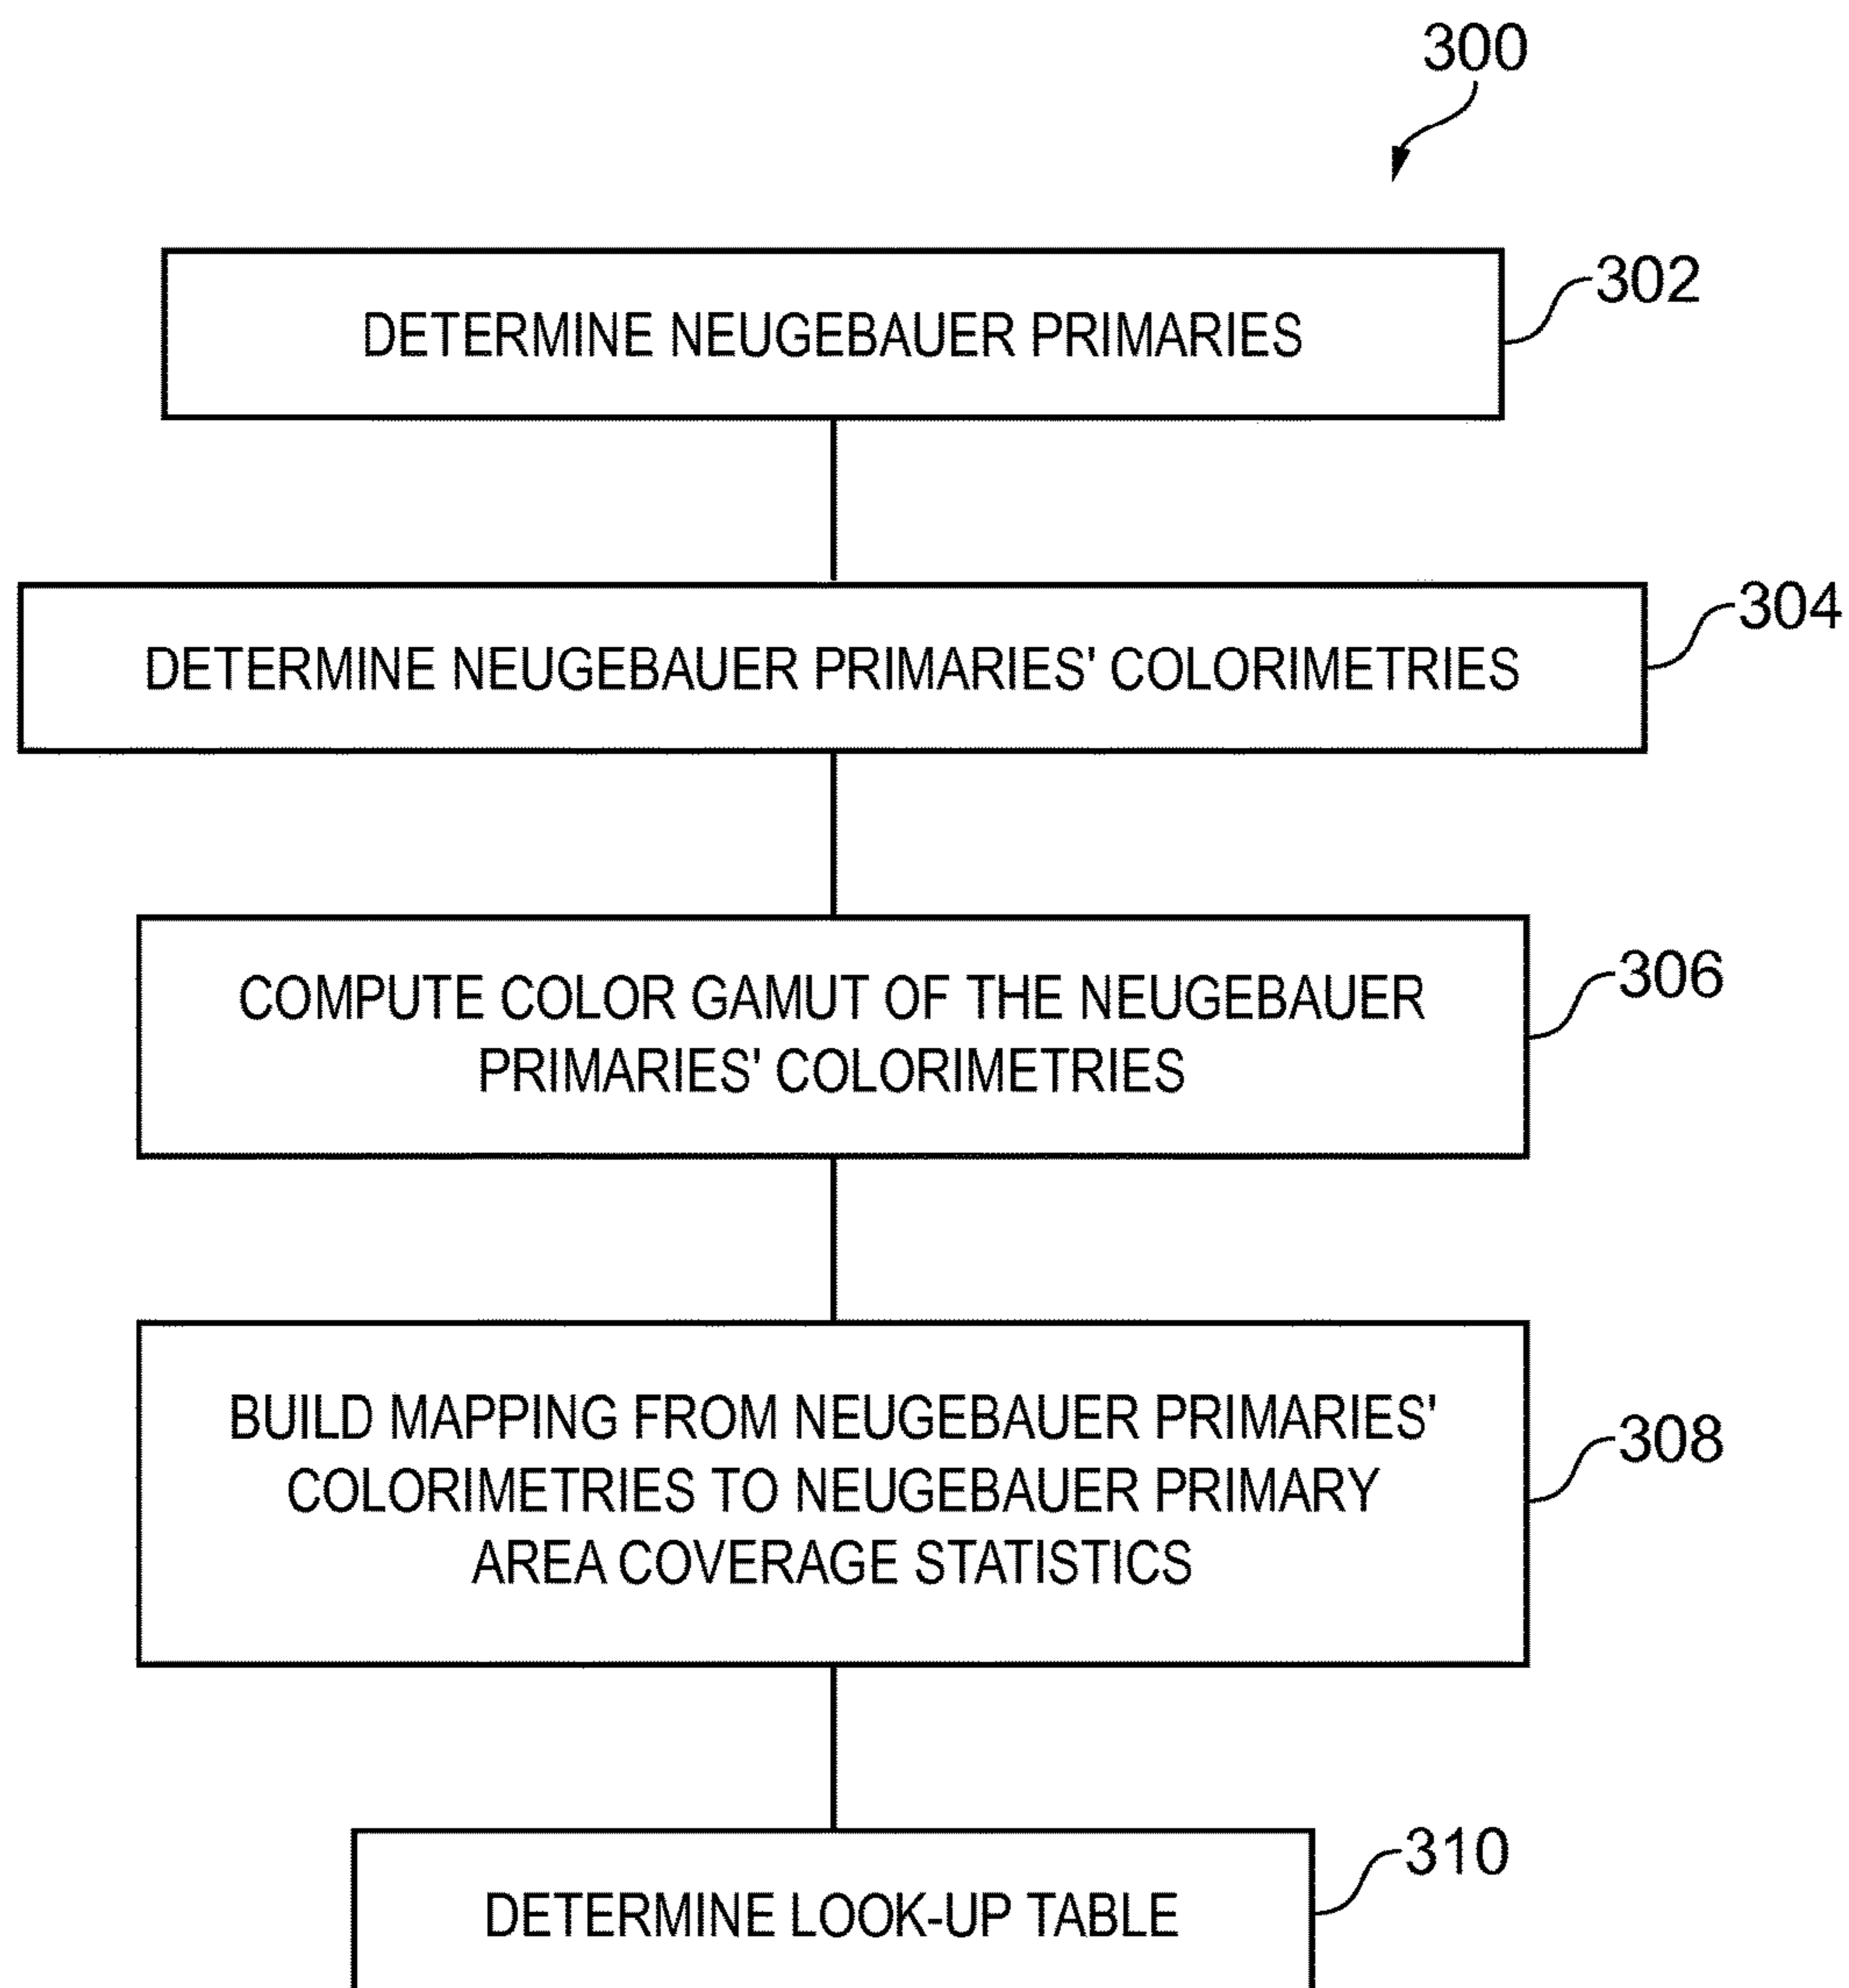 300
DETERMINE NEUGEBAUER PRIMARIES
302
DETERMINE NEUGEBAUER PRIMARIES' COLORIMETRIES
304
COMPUTE COLOR GAMUT OF THE NEUGEBAUER
PRIMARIES' COLORIMETRIES
306
BUILD MAPPING FROM NEUGEBAUER PRIMARIES'
COLORIMETRIES TO NEUGEBAUER PRIMARY
AREA COVERAGE STATISTICS
308
DETERMINE LOOK-UP TABLE
310